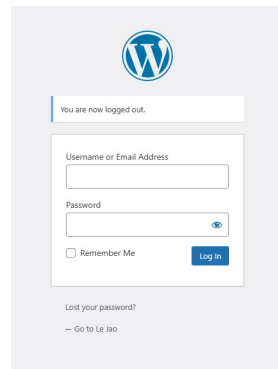 You are now logged out.
Username or Email Address
Password
Remember Me
Log In
Lost your password?
← Go to Le Jao